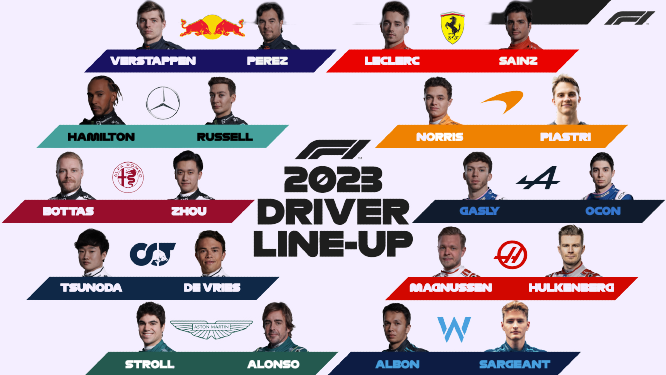 F1
VERSTAPPEN PEREZ
LECLERC SAINZ
HAMILTON RUSSELL
NORRIS PIASTRI
F1
2023
DRIVER
LINE-UP
BOTTAS ZHOU
GASLY OCON
TSUNODA DE VRIES
MAGNUSSEN HULKENBERG
ASTON MARTIN
STROLL ALONSO
ALBON SARGEANT